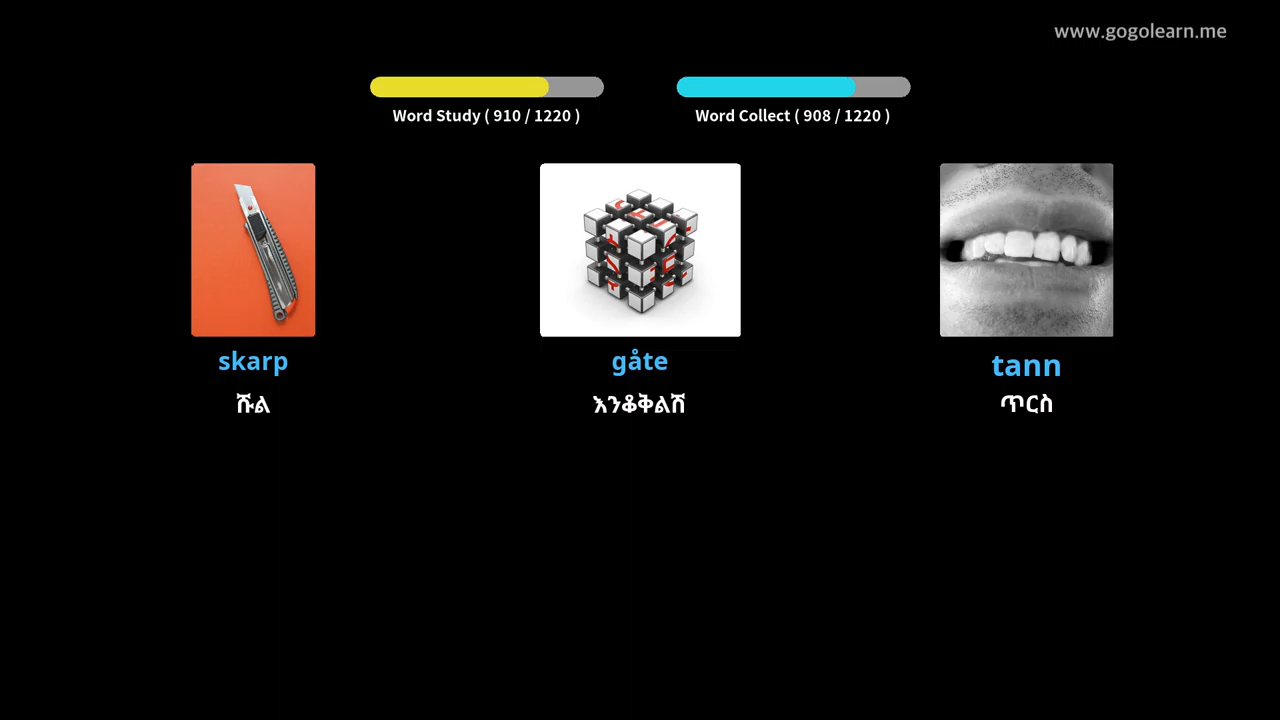 www.gogolearn.me
Word Study ( 910 / 1220 )
Word Collect ( 908 / 1220 )
skarp
gåte
tann
ሹል
እንቆቅልሽ
ጥርስ